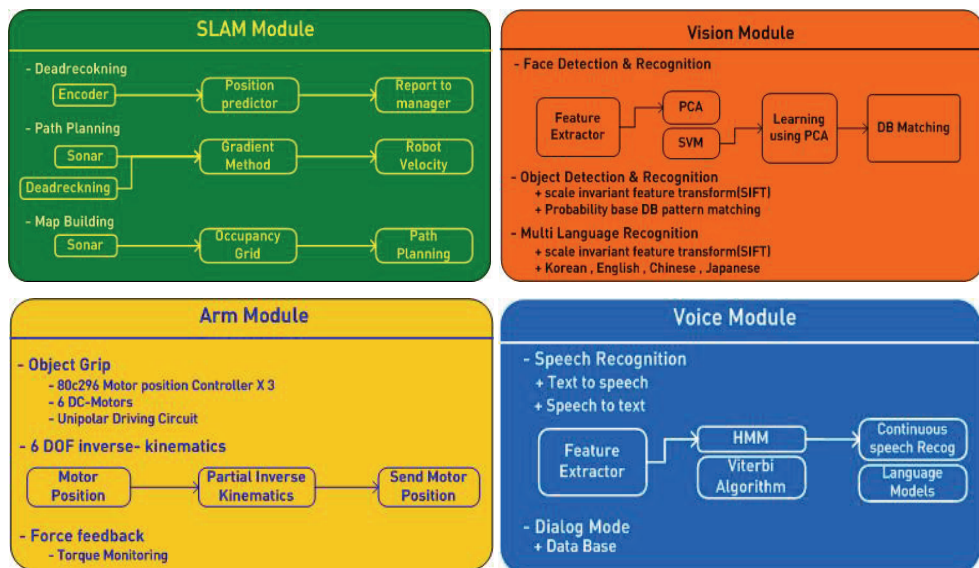 SLAM Module
- Deadrecokning
Encoder
Position
predictor
Report to
manager
- Path Planning
Sonar
Gradient
Method
Robot
Velocity
Deadreckning
- Map Building
Sonar
Occupancy
Grid
Path
Planning
Vision Module
- Face Detection & Recognition
Feature
Extractor
PCA
SVM
Learning
using PCA
DB Matching
- Object Detection & Recognition
+ scale invariant feature transform(SIFT)
+ Probability base DB pattern matching
- Multi Language Recognition
+ scale invariant feature transform(SIFT)
+ Korean , English , Chinese , Japanese
Arm Module
- Object Grip
- 80c296 Motor position Controller X 3
- 6 DC-Motors
- Unipolar Driving Circuit
- 6 DOF inverse- kinematics
Motor
Position
Partial Inverse
Kinematics
Send Motor
Position
- Force feedback
- Torque Monitoring
Voice Module
- Speech Recognition
+ Text to speech
+ Speech to text
Feature
Extractor
HMM
Viterbi
Algorithm
Continuous
speech Recog
Language
Models
- Dialog Mode
+ Data Base